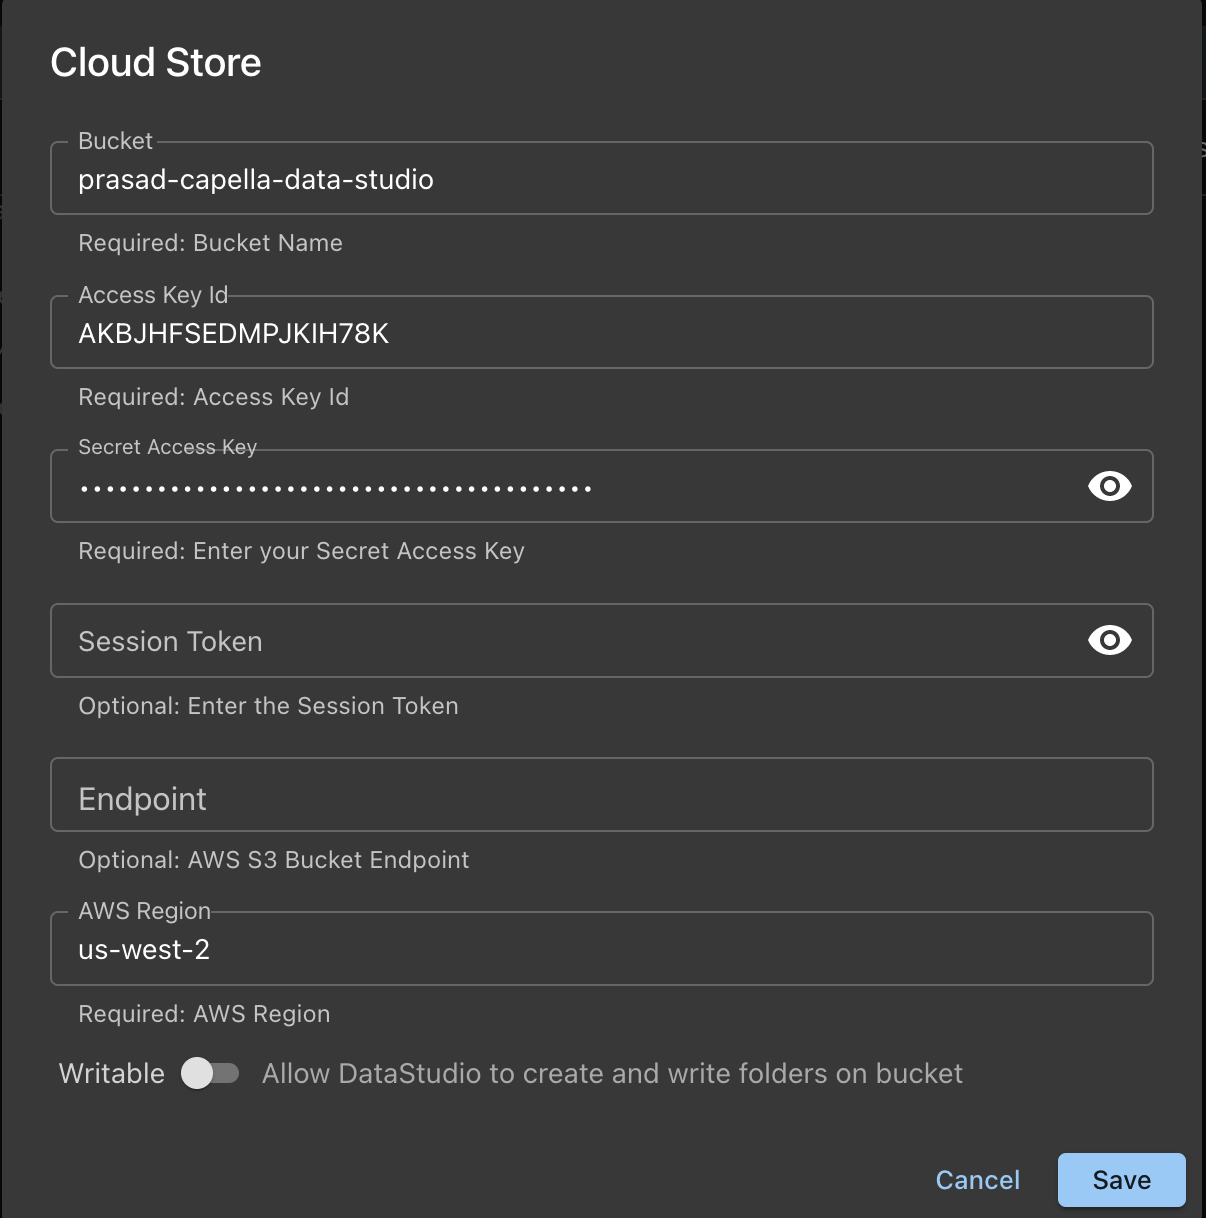 Cloud Store
Bucket
prasad-capella-data-studio
Required: Bucket Name
Access Key Id
AKBJHFSEDMPJKIH78K
Required: Access Key Id
Secret Access Key
••••••••••••••••••••••••••••••••••••••••
Required: Enter your Secret Access Key
Session Token
Optional: Enter the Session Token
Endpoint
Optional: AWS S3 Bucket Endpoint
AWS Region
us-west-2
Required: AWS Region
Writable Allow DataStudio to create and write folders on bucket
Cancel Save